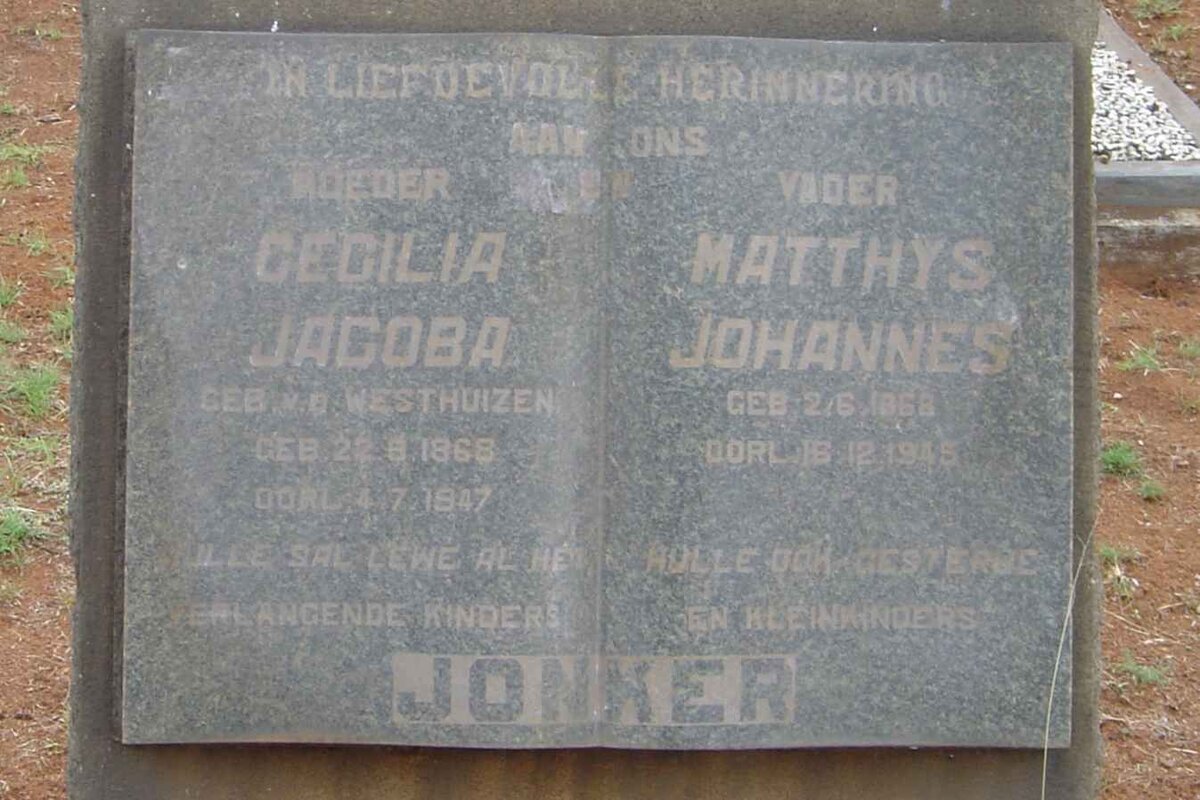 IN LIEFDEVOLLE HERINNERING
AAN ONS
MOEDER VADER
CECILIA MATTHYS
JACOBA JOHANNES
GEB. v.d. WESTHUIZEN GEB. 2/6.1868
GEB. 22.8.1868 OORL. 16.12.1945
OORL. 4.7.1947
HULLE SAL LEWE AL HET HULLE OOK GESTERWE
VERLANGENDE KINDERS EN KLEINKINDERS
JONKER